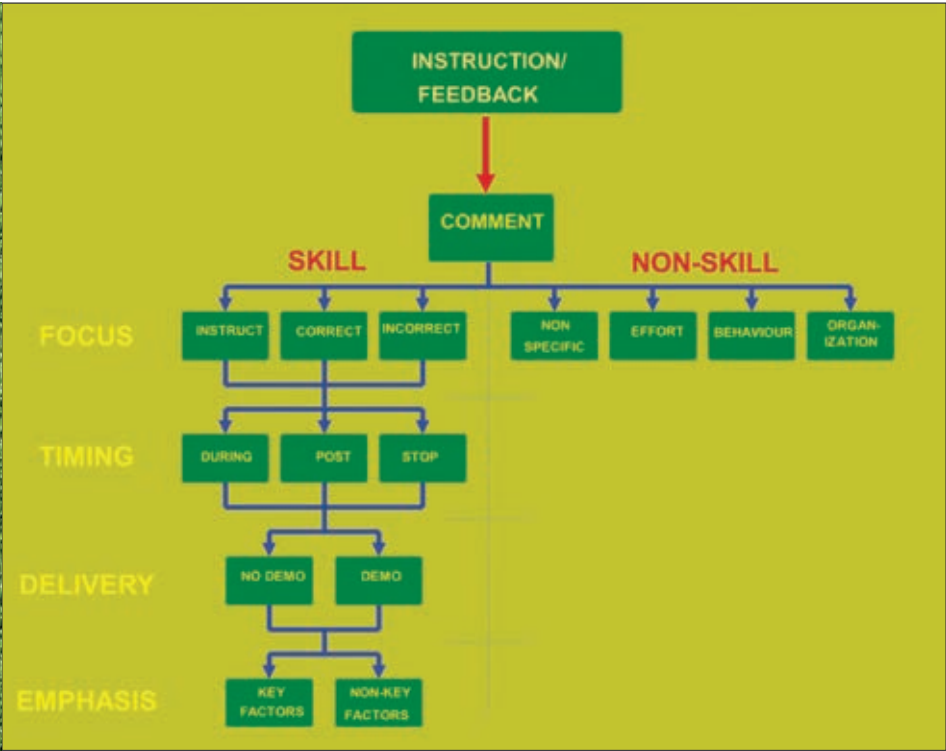 INSTRUCTION/
FEEDBACK
COMMENT
SKILL
NON-SKILL
FOCUS
INSTRUCT
CORRECT
INCORRECT
NON
SPECIFIC
EFFORT
BEHAVIOUR
ORGAN-
IZATION
TIMING
DURING
POST
STOP
DELIVERY
NO DEMO
DEMO
EMPHASIS
KEY
FACTORS
NON-KEY
FACTORS